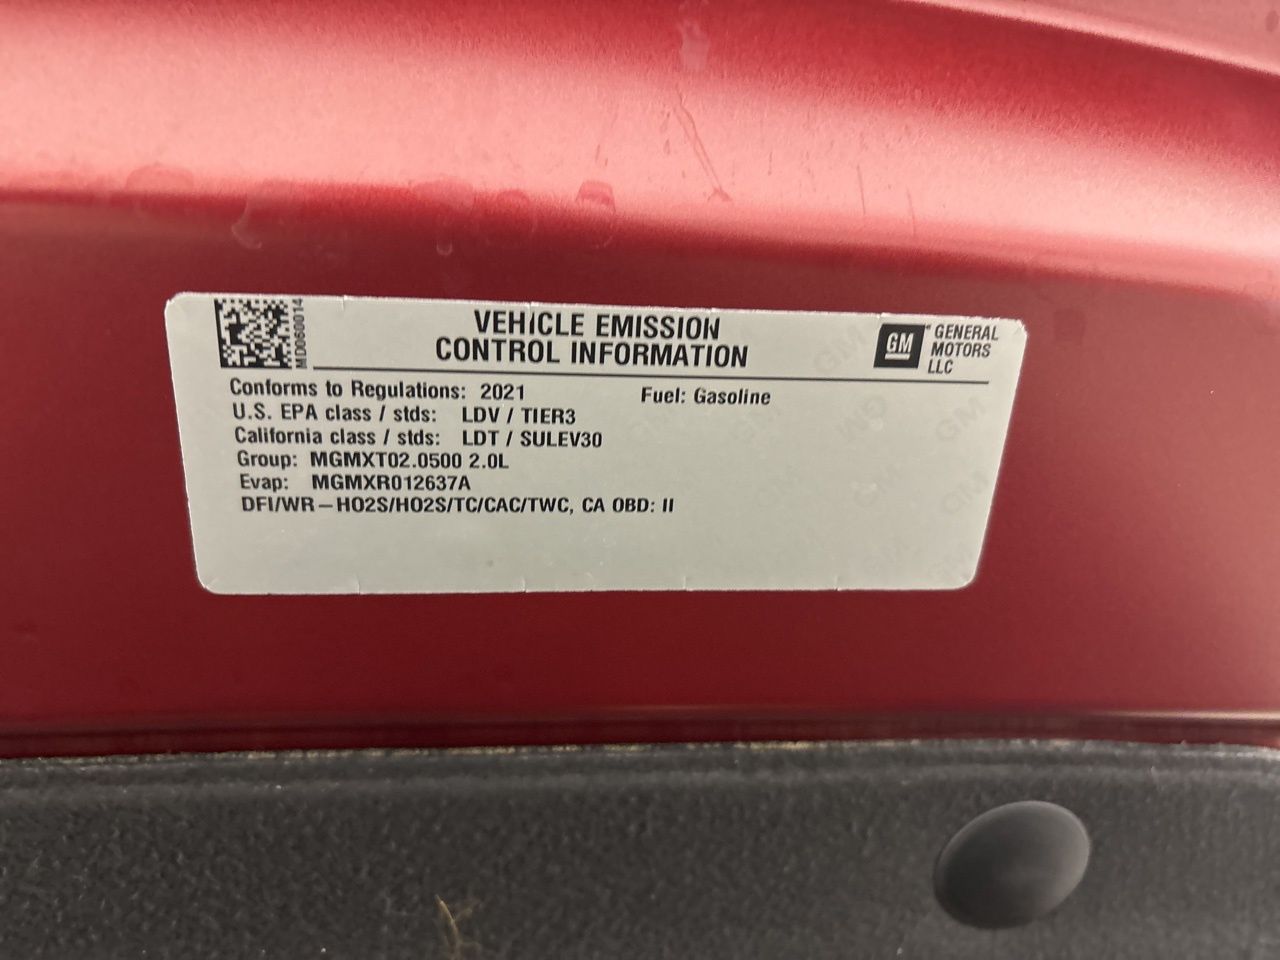 MD060014
VEHICLE EMISSION
CONTROL INFORMATION
GM
GENERAL
MOTORS
LLC
Conforms to Regulations: 2021 Fuel: Gasoline
U.S. EPA class / stds: LDV / TIER3
California class / stds: LDT / SULEV30
Group: MGMXT02.0500 2.0L
Evap: MGMXR012637A
DFI/WR-HO2S/HO2S/TC/CAC/TWC, CA OBD: II